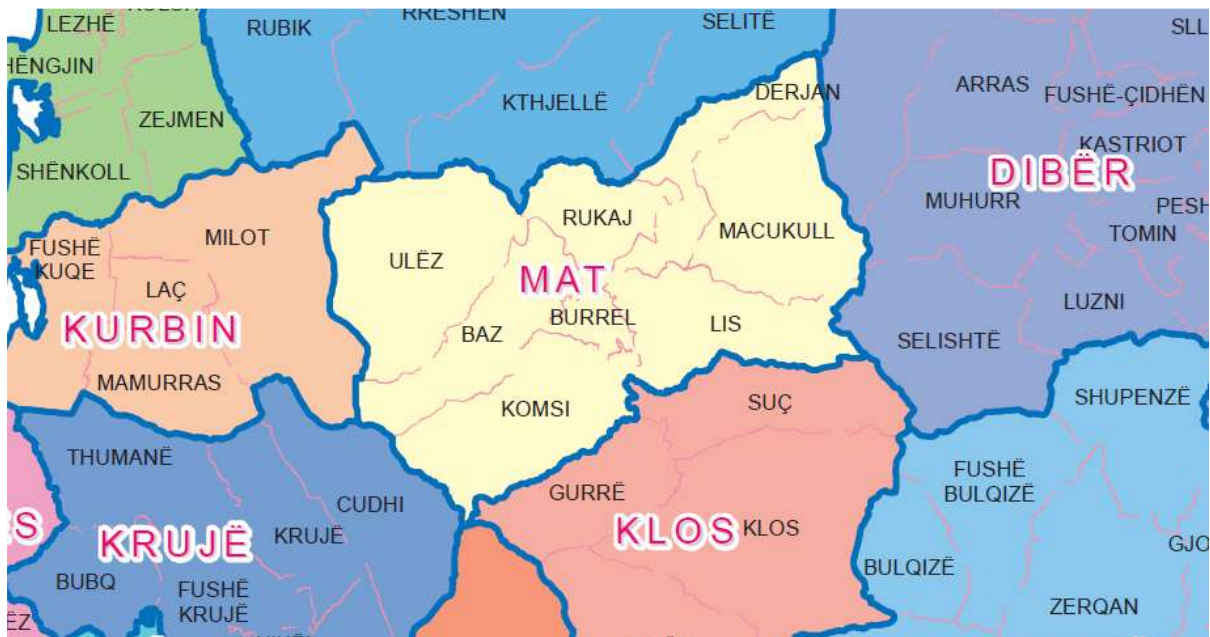 LEZHË
RUBIK
RRESHEN
SELITË
HËNGJIN
ARRAS
FUSHË-ÇIDHËN
KTHJELLË
DERJAN
ZEJMEN
KASTRIOT
SHËNKOLL
DIBËR
MUHURR
PESH
RUKAJ
MACUKULL
TOMIN
FUSHË
KUQE
MILOT
ULËZ
MAT
LAÇ
LUZNI
KURBIN
BAZ
BURREL
LIS
SELISHTË
MAMURRAS
KOMSI
SUÇ
SHUPENZË
THUMANË
FUSHË
BULQIZË
GURRË
CUDHI
S
KRUJË
KRUJË
KLOS
KLOS
GJO
BUBQ
FUSHË
KRUJË
BULQIZË
ZERQAN
ËZ